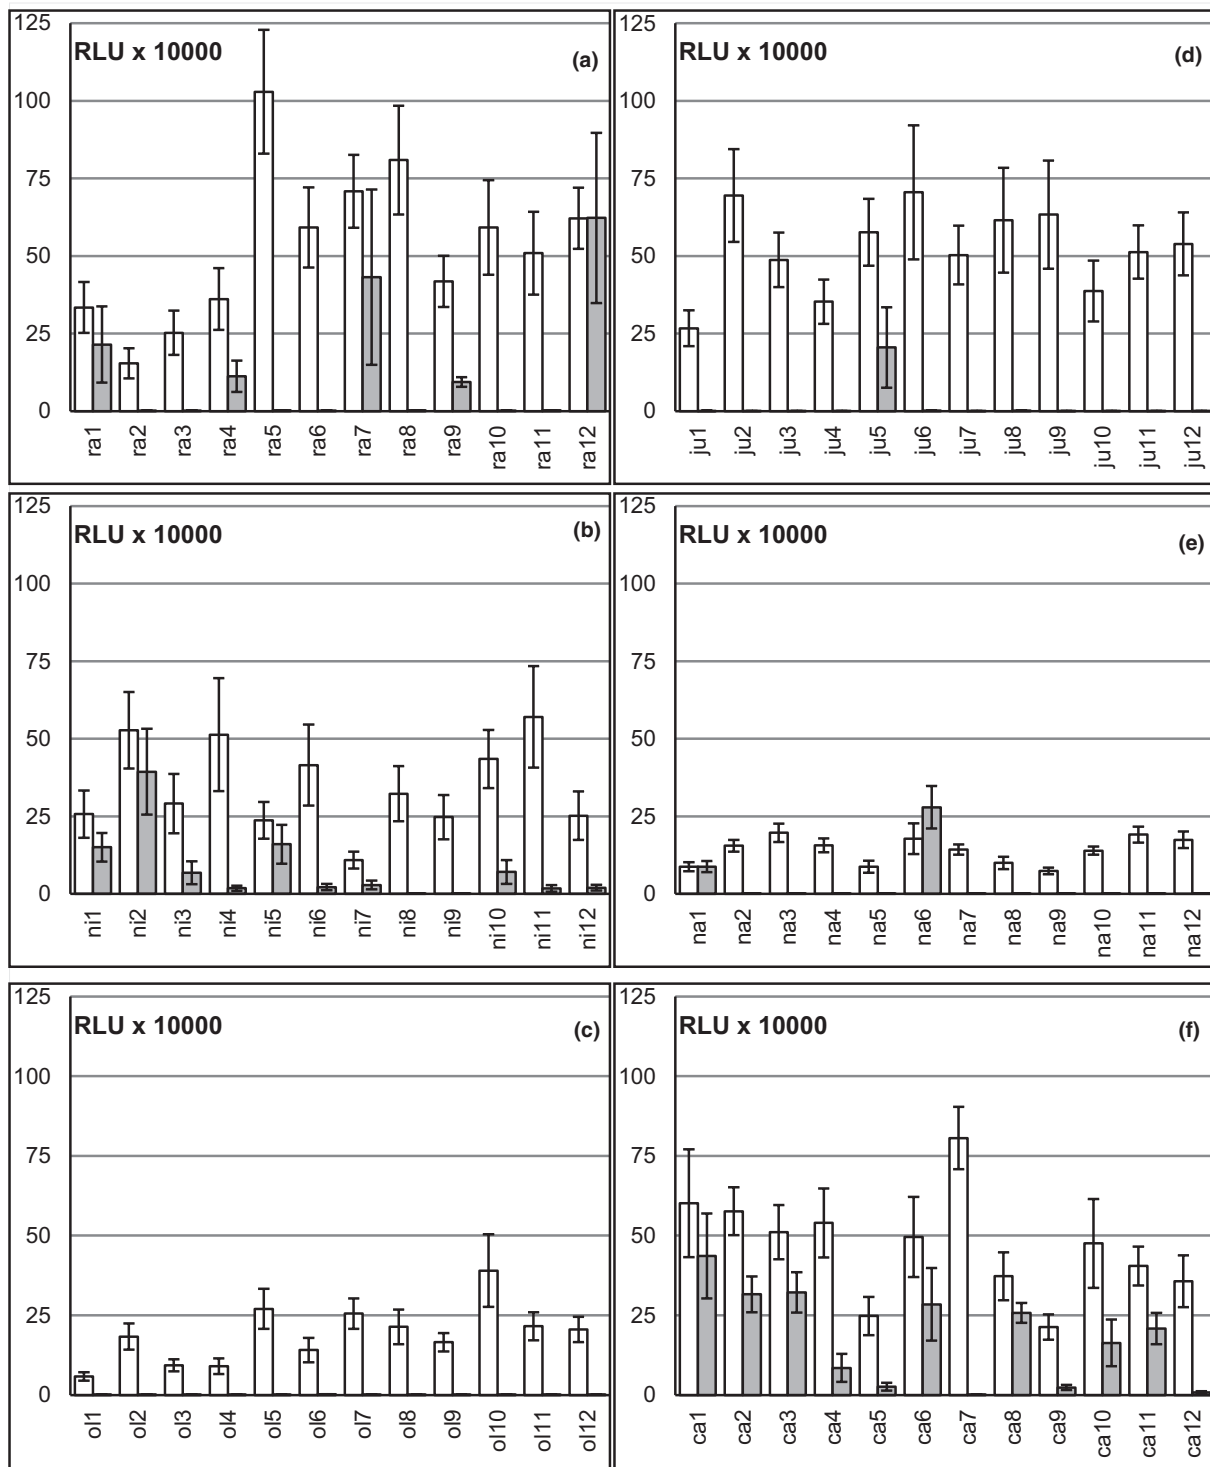 125
RLU x 10000
(a)
100
75
50
25
0
ra1 ra2 ra3 ra4 ra5 ra6 ra7 ra8 ra9 ra10 ra11 ra12
125
RLU x 10000
(d)
100
75
50
25
0
ju1 ju2 ju3 ju4 ju5 ju6 ju7 ju8 ju9 ju10 ju11 ju12
125
RLU x 10000
(b)
100
75
50
25
0
ni1 ni2 ni3 ni4 ni5 ni6 ni7 ni8 ni9 ni10 ni11 ni12
125
RLU x 10000
(e)
100
75
50
25
0
na1 na2 na3 na4 na5 na6 na7 na8 na9 na10 na11 na12
125
RLU x 10000
(c)
100
75
50
25
0
ol1 ol2 ol3 ol4 ol5 ol6 ol7 ol8 ol9 ol10 ol11 ol12
125
RLU x 10000
(f)
100
75
50
25
0
ca1 ca2 ca3 ca4 ca5 ca6 ca7 ca8 ca9 ca10 ca11 ca12